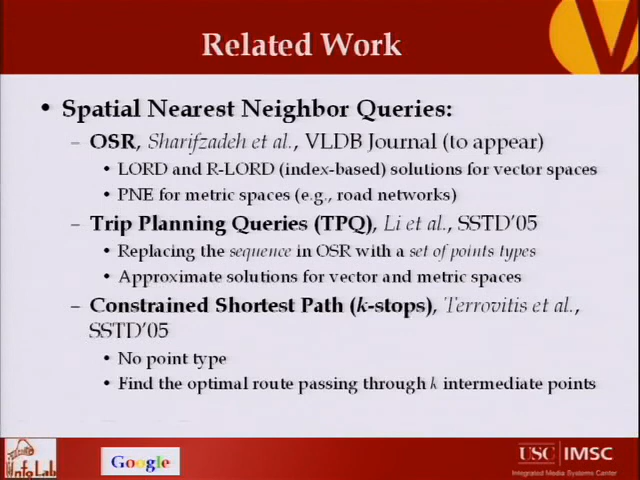 Related Work
• Spatial Nearest Neighbor Queries:
– OSR, Sharifzadeh et al., VLDB Journal (to appear)
• LORD and R-LORD (index-based) solutions for vector spaces
• PNE for metric spaces (e.g., road networks)
– Trip Planning Queries (TPQ), Li et al., SSTD'05
• Replacing the sequence in OSR with a set of points types
• Approximate solutions for vector and metric spaces
– Constrained Shortest Path (k-stops), Terrovitis et al.,
SSTD'05
• No point type
• Find the optimal route passing through k intermediate points
InfoLab
Google
USC IMSC
Integrated Media Systems Center